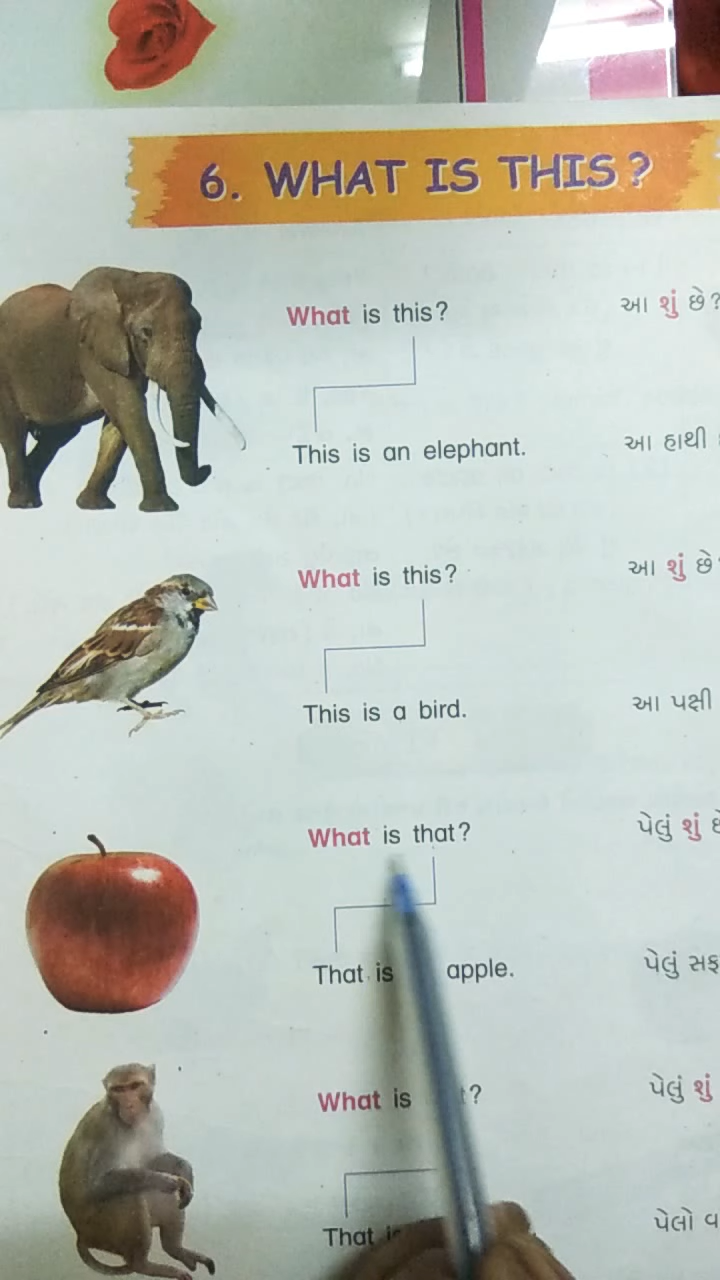 6. WHAT IS THIS?
What is this? આ શું છે?
This is an elephant. આ હાથી
What is this? આ શું છે
This is a bird. આ પક્ષી
What is that? પેલું શું
That is apple. પેલું
What is ? પેલું શું
That પેલો